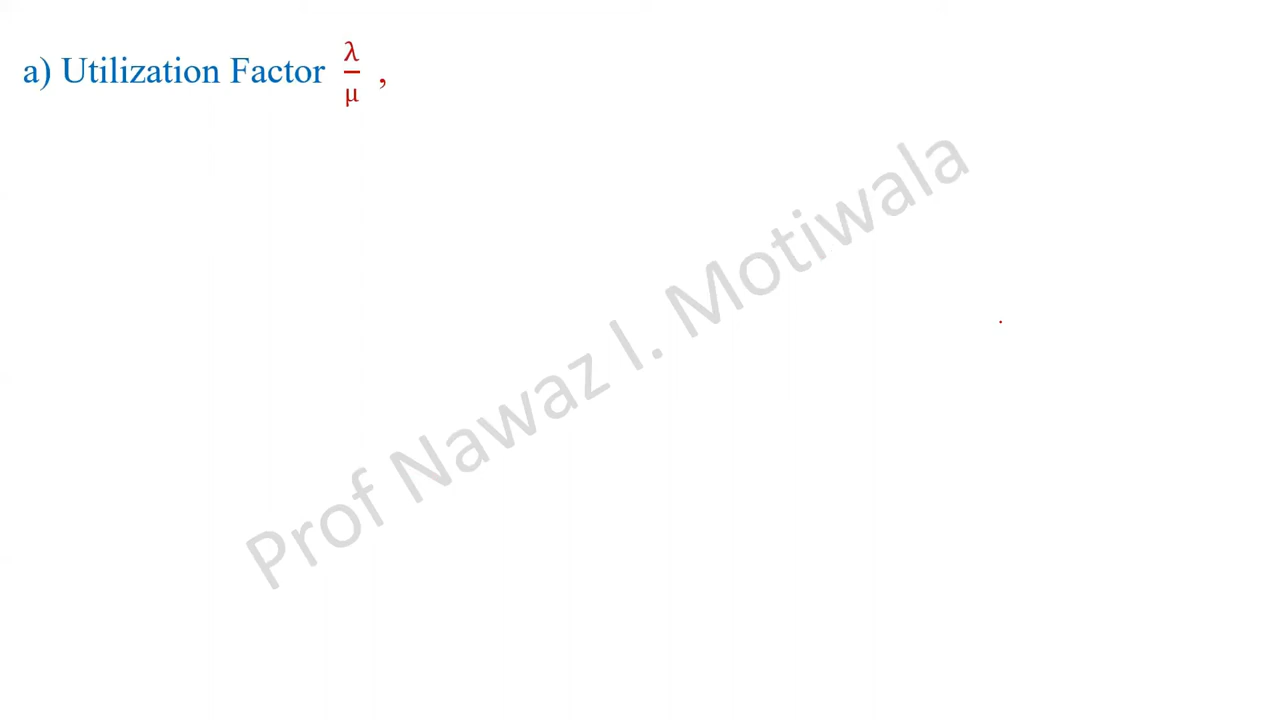 a) Utilization Factor λ/μ ,
Prof Nawaz I. Motiwala